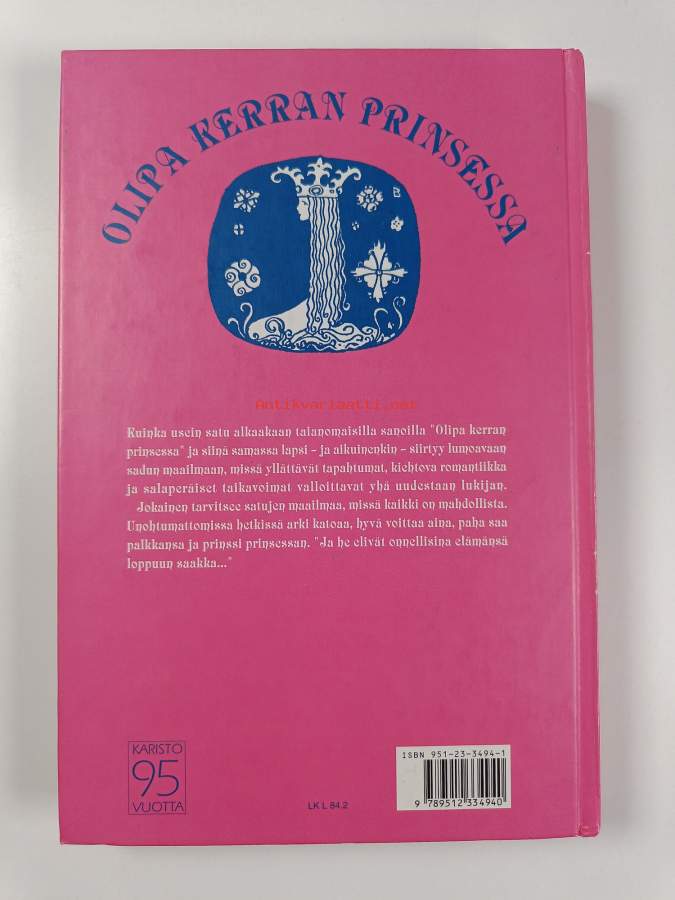 OLIPA KERRAN PRINSESSA
Antikvariaatti.net
Kuinka usein satu alkaakaan taianomaisilla sanoilla "Olipa kerran
prinsessa" ja siinä samassa lapsi - ja aikuinenkin - siirtyy lumoavaan
sadun maailmaan, missä yllättävät tapahtumat, kiehtova romantiikka
ja salaperäiset taikavoimat valloittavat yhä uudestaan lukijan.
Jokainen tarvitsee satujen maailmaa, missä kaikki on mahdollista.
Unohtumattomissa hetkissä arki katoaa, hyvä voittaa aina, paha saa
palkkansa ja prinssi prinsessan. "Ja he elivät onnellisina elämänsä
loppuun saakka..."
KARISTO
95
VUOTTA
LK L 84.2
ISBN 951-23-3494-1
9 789512 334940